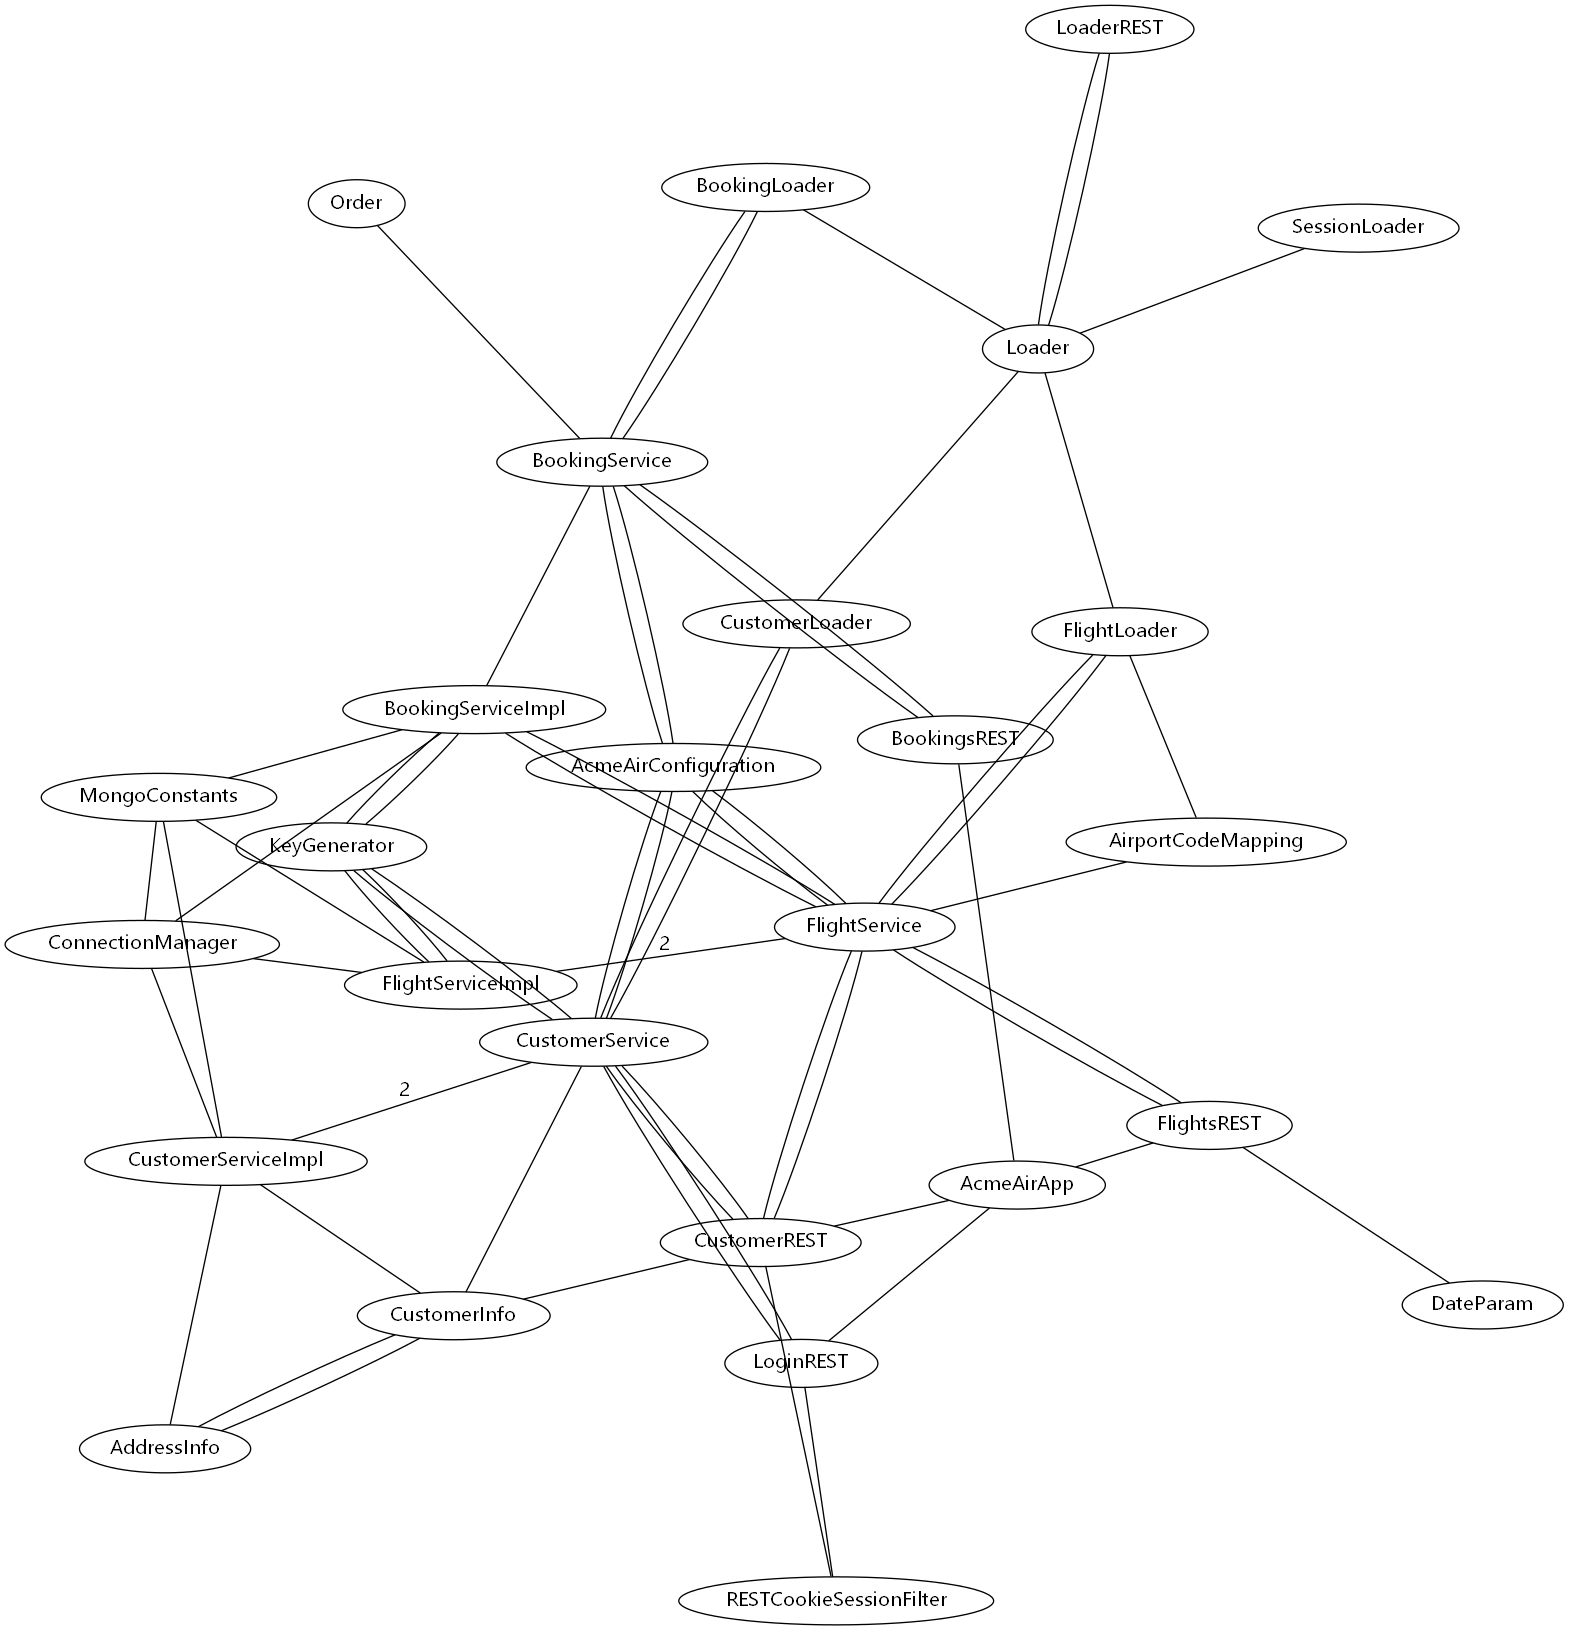 LoaderREST
BookingLoader
Order
SessionLoader
Loader
BookingService
CustomerLoader
FlightLoader
BookingServiceImpl
BookingsREST
AcmeAirConfiguration
MongoConstants
KeyGenerator
AirportCodeMapping
FlightService
ConnectionManager
2
FlightServiceImpl
CustomerService
2
FlightsREST
CustomerServiceImpl
AcmeAirApp
CustomerREST
DateParam
CustomerInfo
LoginREST
AddressInfo
RESTCookieSessionFilter